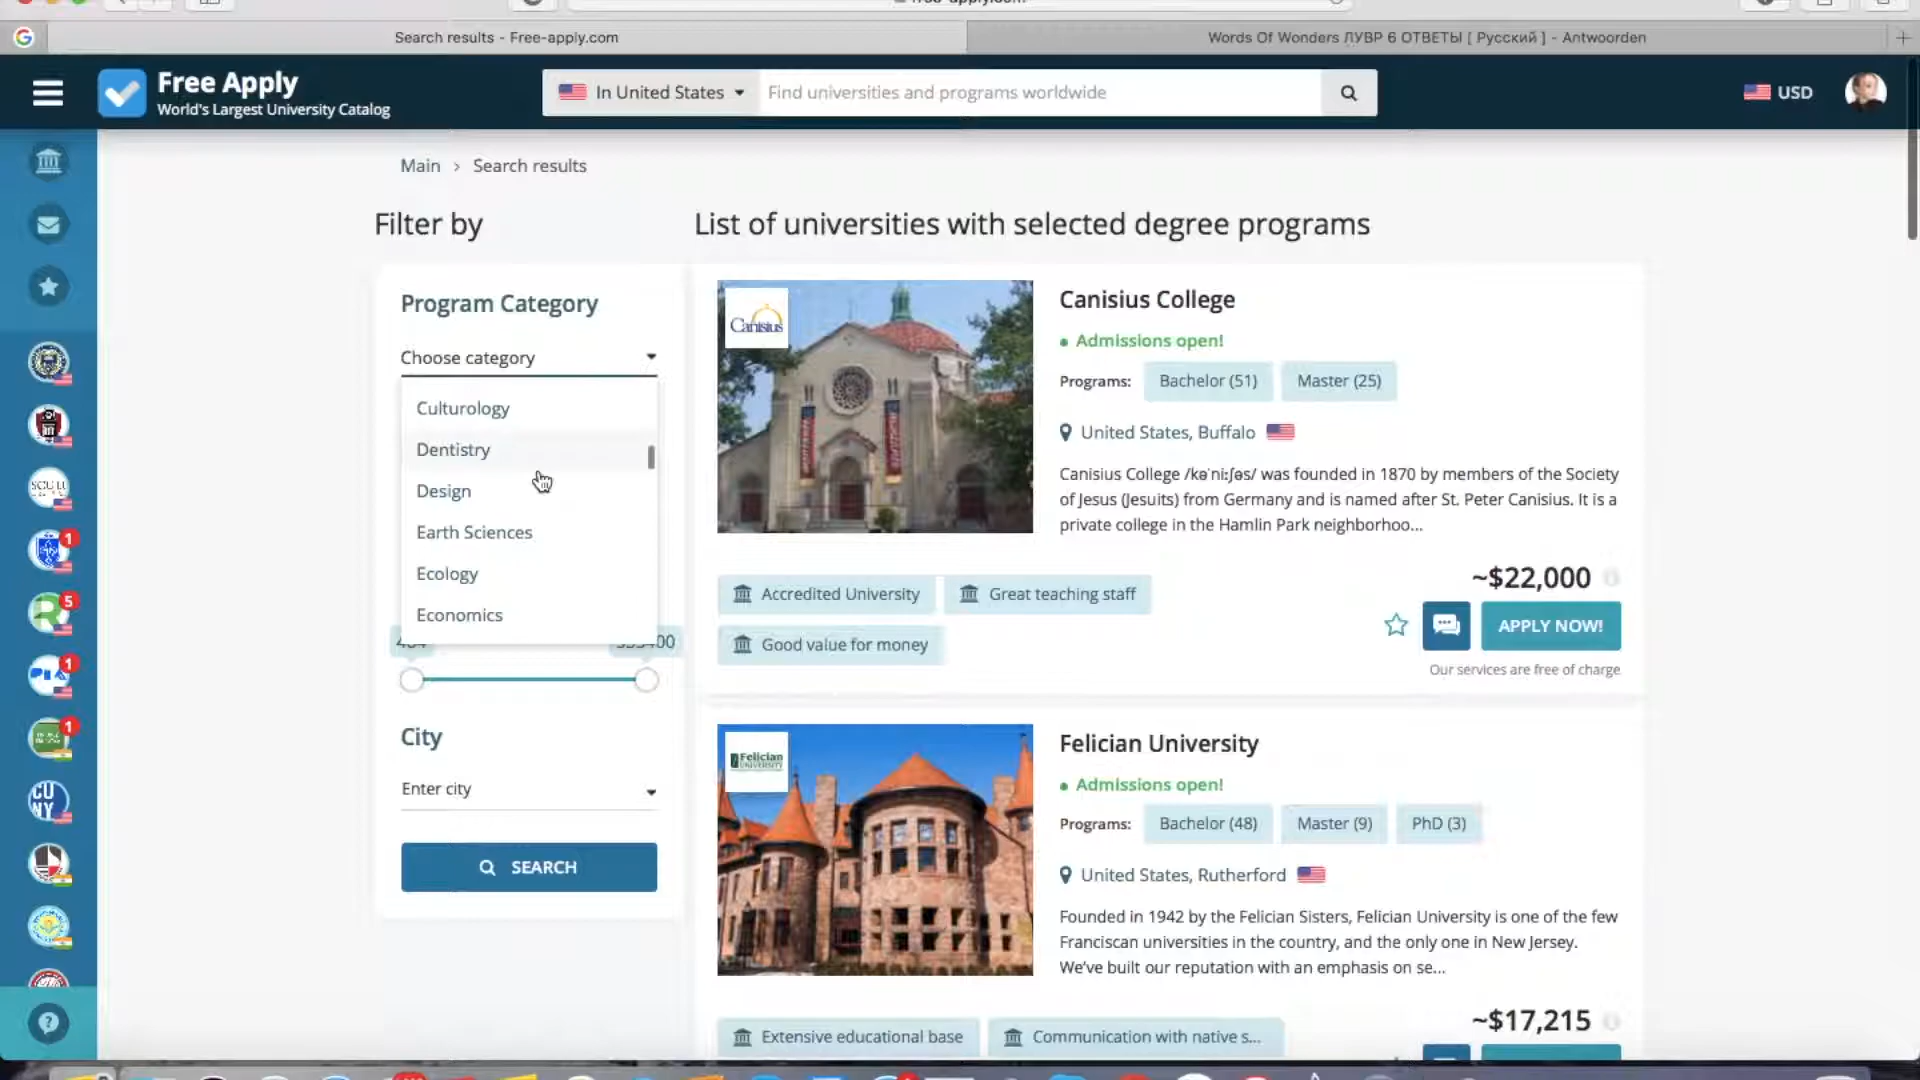 Search results - Free-apply.com
Words Of Wonders ЛУВР 6 ОТВЕТЫ [ Русский ] - Antwoorden
Free Apply
World's Largest University Catalog
In United States
Find universities and programs worldwide
USD
Main > Search results
Filter by
List of universities with selected degree programs
Program Category
Choose category
Culturology
Dentistry
Design
Earth Sciences
Ecology
Economics
City
Enter city
SEARCH
Canisius
Canisius College
Admissions open!
Programs: Bachelor (51) Master (25)
United States, Buffalo
Canisius College /kəˈniːʃəs/ was founded in 1870 by members of the Society
of Jesus (Jesuits) from Germany and is named after St. Peter Canisius. It is a
private college in the Hamlin Park neighborhoo...
Accredited University
Great teaching staff
Good value for money
~$22,000
APPLY NOW!
Our services are free of charge
Felician
UNIVERSITY
Felician University
Admissions open!
Programs: Bachelor (48) Master (9) PhD (3)
United States, Rutherford
Founded in 1942 by the Felician Sisters, Felician University is one of the few
Franciscan universities in the country, and the only one in New Jersey.
We've built our reputation with an emphasis on se...
Extensive educational base
Communication with native s...
~$17,215
1
5
1
1
CU
NY